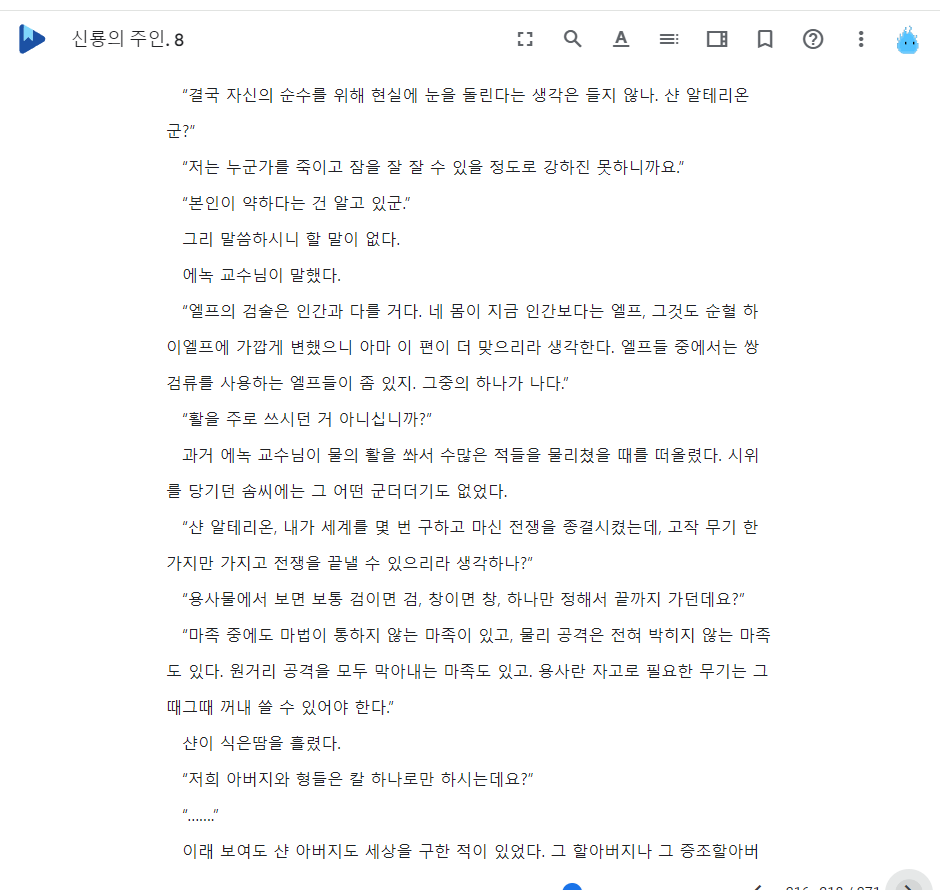 신룡의 주인. 8
“결국 자신의 순수를 위해 현실에 눈을 돌린다는 생각은 들지 않나. 샨 알테리온
군?”
“저는 누군가를 죽이고 잠을 잘 잘 수 있을 정도로 강하진 못하니까요.”
“본인이 약하다는 건 알고 있군.”
그리 말씀하시니 할 말이 없다.
에녹 교수님이 말했다.
“엘프의 검술은 인간과 다를 거다. 네 몸이 지금 인간보다는 엘프, 그것도 순혈 하
이엘프에 가깝게 변했으니 아마 이 편이 더 맞으리라 생각한다. 엘프들 중에서는 쌍
검류를 사용하는 엘프들이 좀 있지. 그중의 하나가 나다.”
“활을 주로 쓰시던 거 아니십니까?”
과거 에녹 교수님이 물의 활을 쏴서 수많은 적들을 물리쳤을 때를 떠올렸다. 시위
를 당기던 솜씨에는 그 어떤 군더더기도 없었다.
“샨 알테리온, 내가 세계를 몇 번 구하고 마신 전쟁을 종결시켰는데, 고작 무기 한
가지만 가지고 전쟁을 끝낼 수 있으리라 생각하나?”
“용사물에서 보면 보통 검이면 검, 창이면 창, 하나만 정해서 끝까지 가던데요?”
“마족 중에도 마법이 통하지 않는 마족이 있고, 물리 공격은 전혀 박히지 않는 마족
도 있다. 원거리 공격을 모두 막아내는 마족도 있고. 용사란 자고로 필요한 무기는 그
때그때 꺼내 쓸 수 있어야 한다.”
샨이 식은땀을 흘렸다.
“저희 아버지와 형들은 칼 하나로만 하시는데요?”
“…….”
이래 보여도 샨 아버지도 세상을 구한 적이 있었다. 그 할아버지나 그 증조할아버